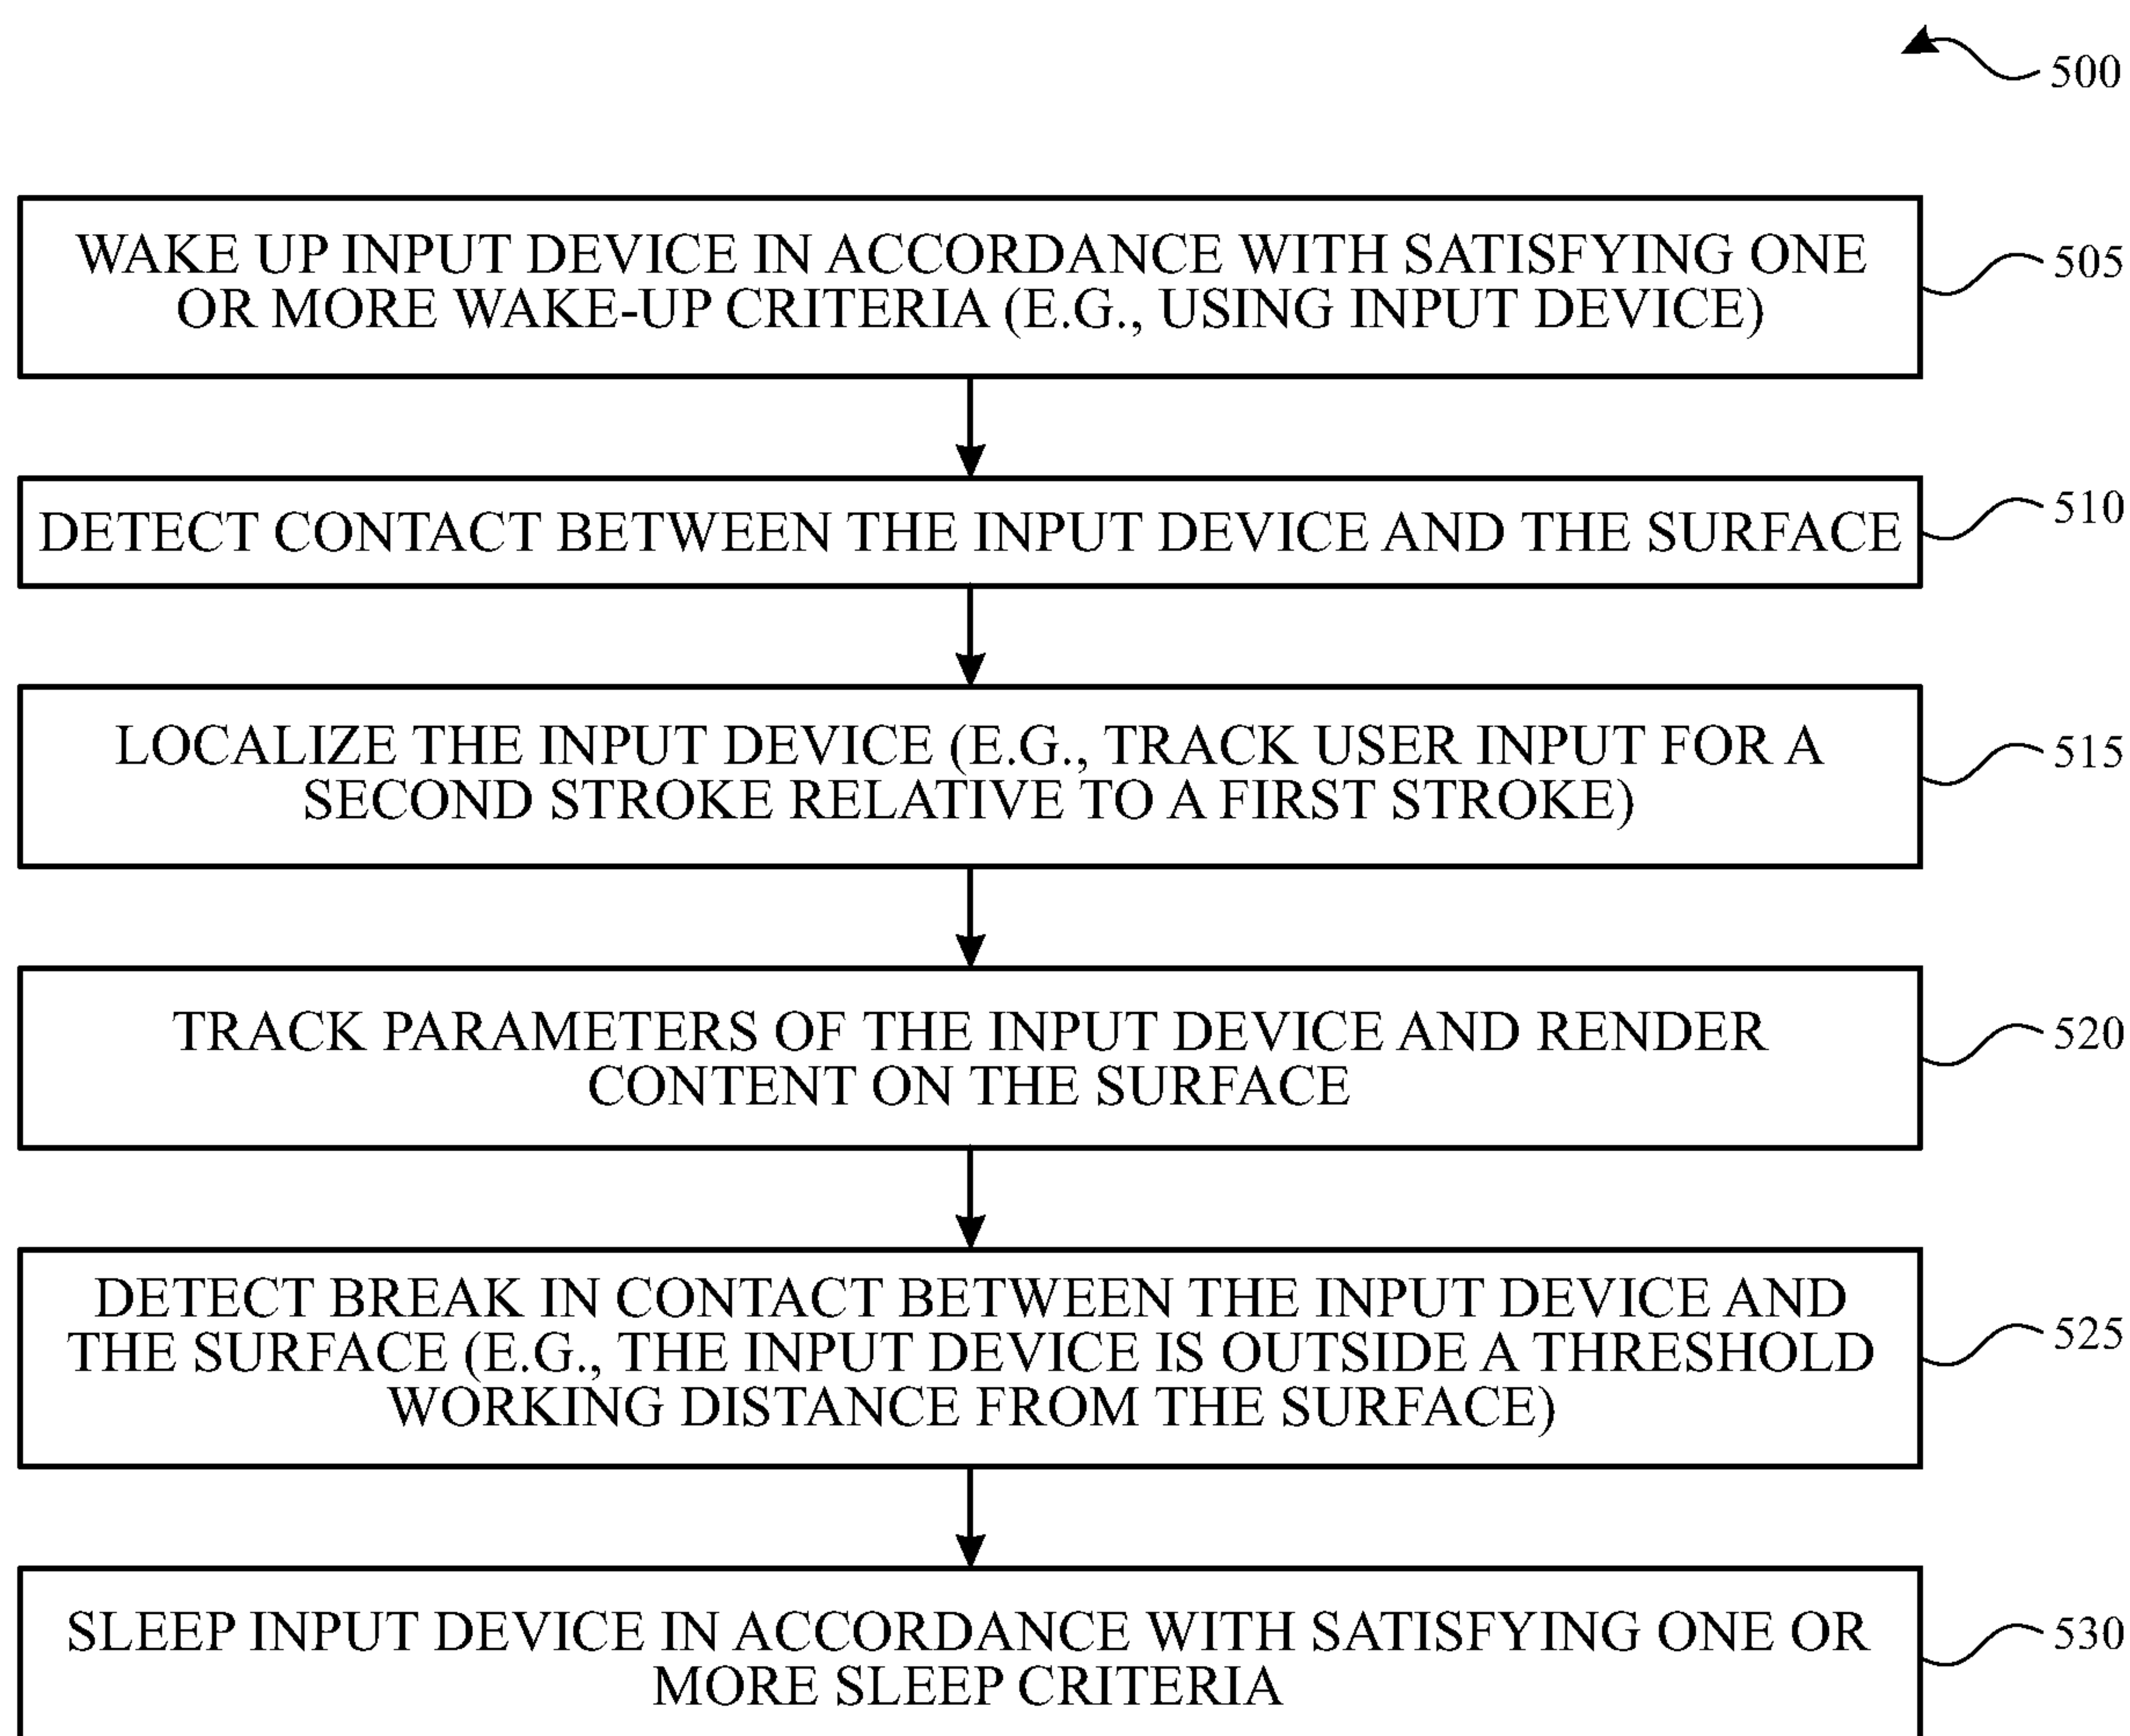 500
WAKE UP INPUT DEVICE IN ACCORDANCE WITH SATISFYING ONE
OR MORE WAKE-UP CRITERIA (E.G., USING INPUT DEVICE)
505
DETECT CONTACT BETWEEN THE INPUT DEVICE AND THE SURFACE
510
LOCALIZE THE INPUT DEVICE (E.G., TRACK USER INPUT FOR A
SECOND STROKE RELATIVE TO A FIRST STROKE)
515
TRACK PARAMETERS OF THE INPUT DEVICE AND RENDER
CONTENT ON THE SURFACE
520
DETECT BREAK IN CONTACT BETWEEN THE INPUT DEVICE AND
THE SURFACE (E.G., THE INPUT DEVICE IS OUTSIDE A THRESHOLD
WORKING DISTANCE FROM THE SURFACE)
525
SLEEP INPUT DEVICE IN ACCORDANCE WITH SATISFYING ONE OR
MORE SLEEP CRITERIA
530